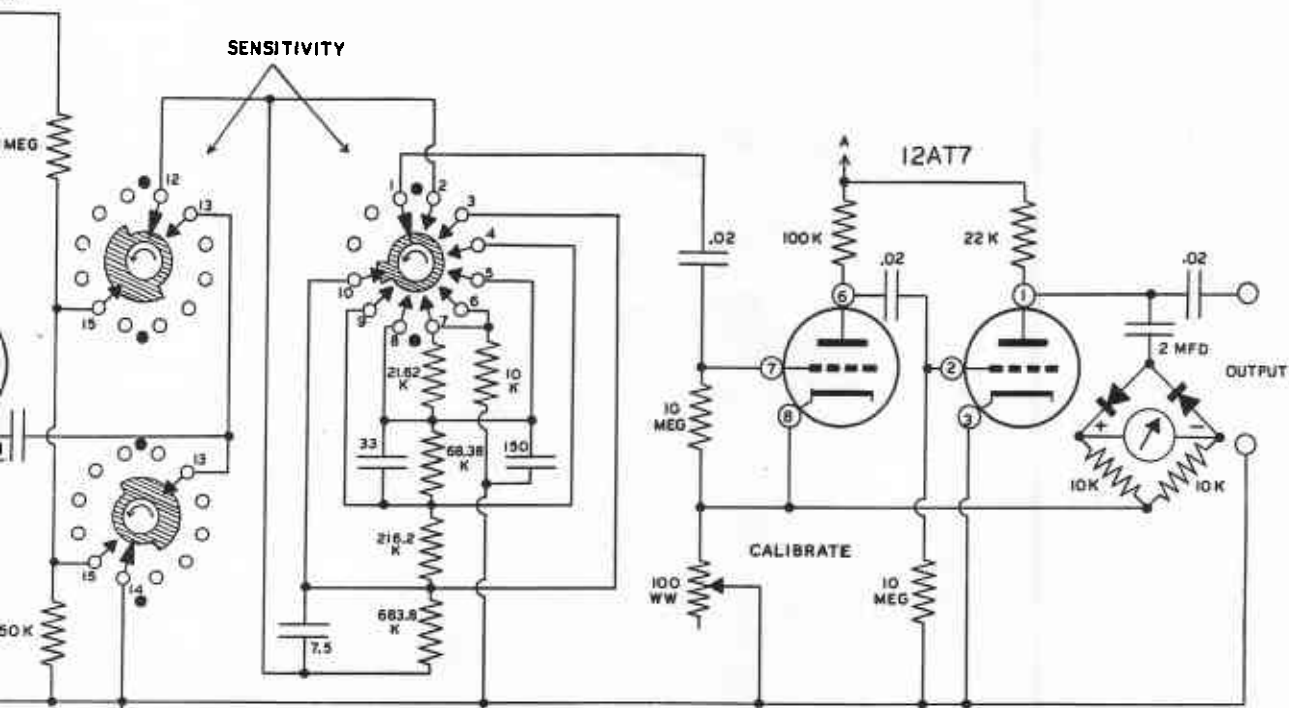 SENSITIVITY
MEG
12
13
15
13
15
14
50K
1
2
3
4
5
6
7
8
9
10
21.62
K
10
K
33
68.38
K
150
216.2
K
683.8
K
7.5
.02
10
MEG
100
WW
CALIBRATE
A
12AT7
100K
22K
.02
6
7
8
1
2
3
10
MEG
.02
2 MFD
OUTPUT
+
−
10K
10K